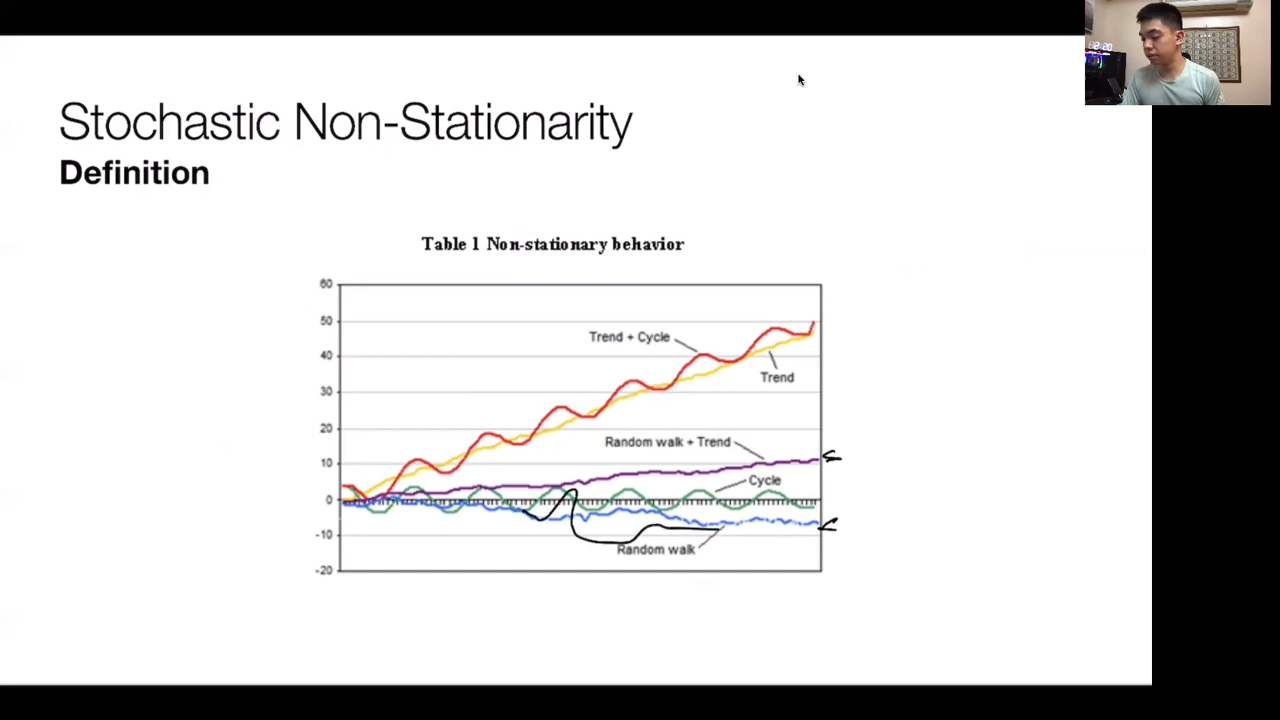 Stochastic Non-Stationarity
Definition
Table 1 Non-stationary behavior
60
50
40
30
20
10
0
-10
-20
Trend + Cycle
Trend
Random walk + Trend
Cycle
Random walk